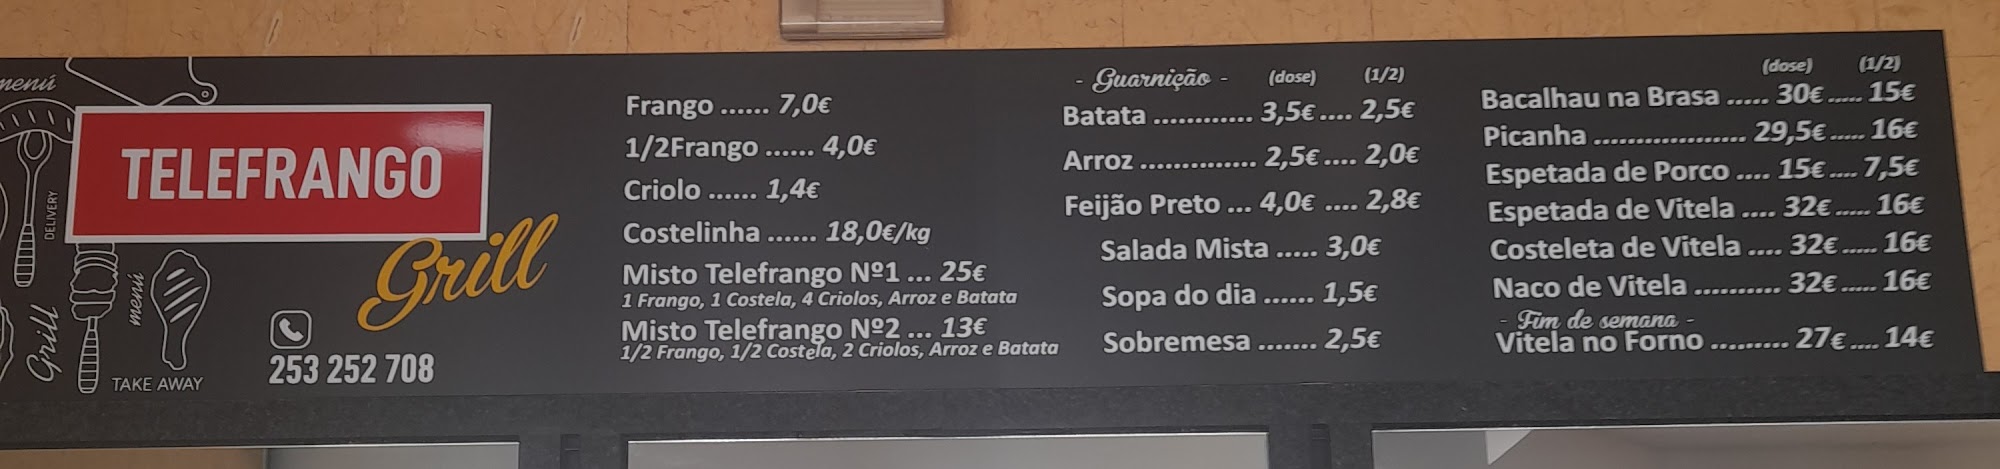 menú
DELIVERY
Grill
menú
TAKE AWAY
TELEFRANGO
Grill
253 252 708
Frango ...... 7,0€
1/2Frango ...... 4,0€
Criolo ...... 1,4€
Costelinha ...... 18,0€/kg
Misto Telefrango Nº1 ... 25€
1 Frango, 1 Costela, 4 Criolos, Arroz e Batata
Misto Telefrango Nº2 ... 13€
1/2 Frango, 1/2 Costela, 2 Criolos, Arroz e Batata
- Guarnição - (dose) (1/2)
Batata ............ 3,5€ .... 2,5€
Arroz .............. 2,5€ .... 2,0€
Feijão Preto ... 4,0€ .... 2,8€
Salada Mista ..... 3,0€
Sopa do dia ...... 1,5€
Sobremesa ....... 2,5€
(dose) (1/2)
Bacalhau na Brasa ..... 30€ ..... 15€
Picanha .................. 29,5€ ..... 16€
Espetada de Porco .... 15€ .... 7,5€
Espetada de Vitela .... 32€ ..... 16€
Costeleta de Vitela .... 32€ ..... 16€
Naco de Vitela .......... 32€ ..... 16€
- Fim de semana -
Vitela no Forno ......... 27€ .... 14€